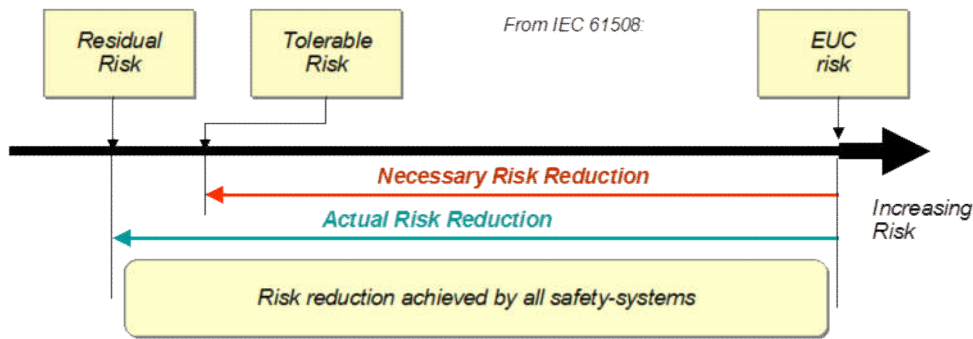 From IEC 61508:
Residual
Risk
Tolerable
Risk
EUC
risk
Necessary Risk Reduction
Actual Risk Reduction
Increasing
Risk
Risk reduction achieved by all safety-systems